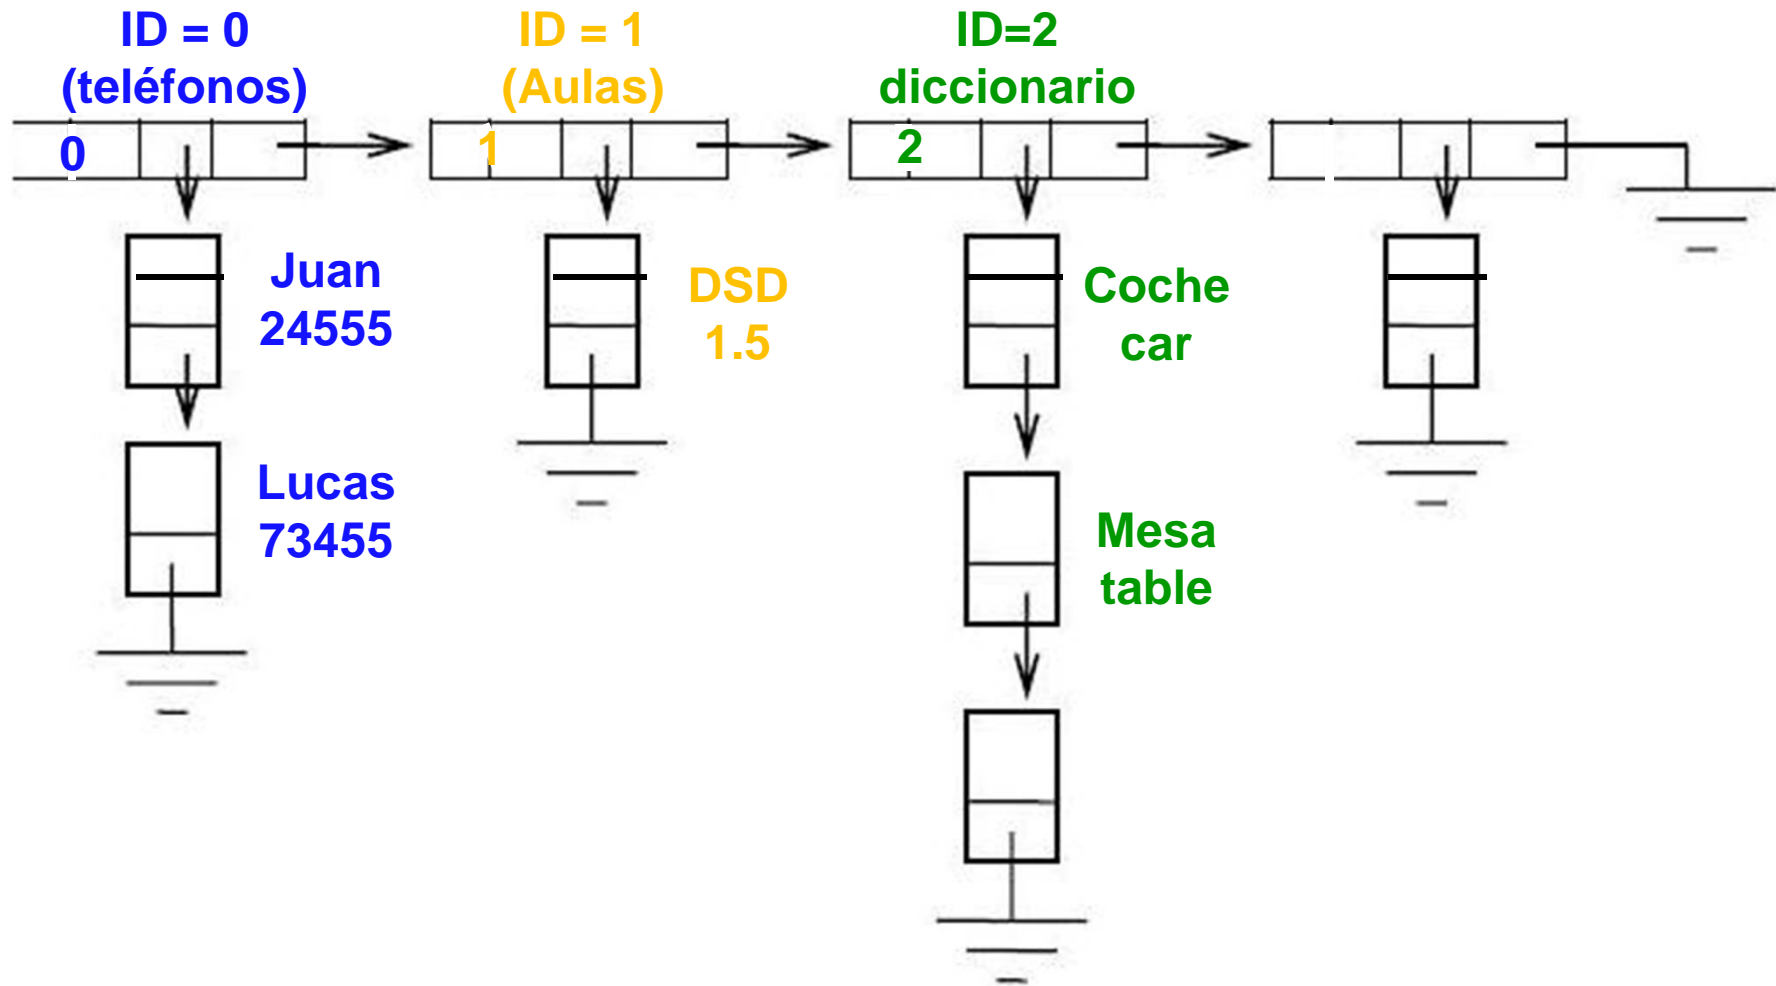 ID = 0
(teléfonos)
ID = 1
(Aulas)
ID=2
diccionario
0
1
2
Juan
24555
DSD
1.5
Coche
car
Lucas
73455
Mesa
table